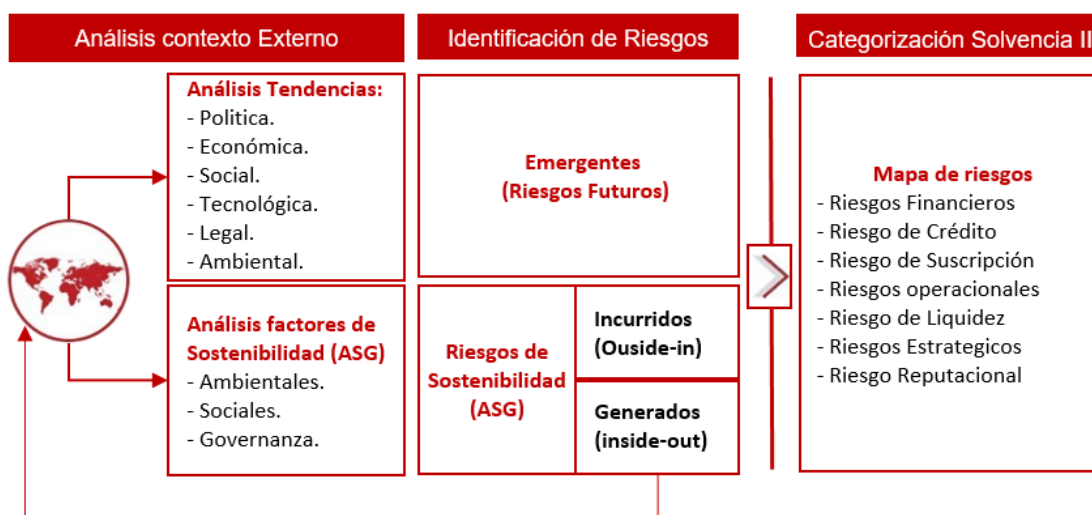 Análisis contexto Externo
Identificación de Riesgos
Categorización Solvencia II
Análisis Tendencias:
- Politica.
- Económica.
- Social.
- Tecnológica.
- Legal.
- Ambiental.
Emergentes
(Riesgos Futuros)
Análisis factores de
Sostenibilidad (ASG)
- Ambientales.
- Sociales.
- Governanza.
Riesgos de
Sostenibilidad
(ASG)
Incurridos
(Ouside-in)
Generados
(inside-out)
Mapa de riesgos
- Riesgos Financieros
- Riesgo de Crédito
- Riesgo de Suscripción
- Riesgos operacionales
- Riesgo de Liquidez
- Riesgos Estrategicos
- Riesgo Reputacional